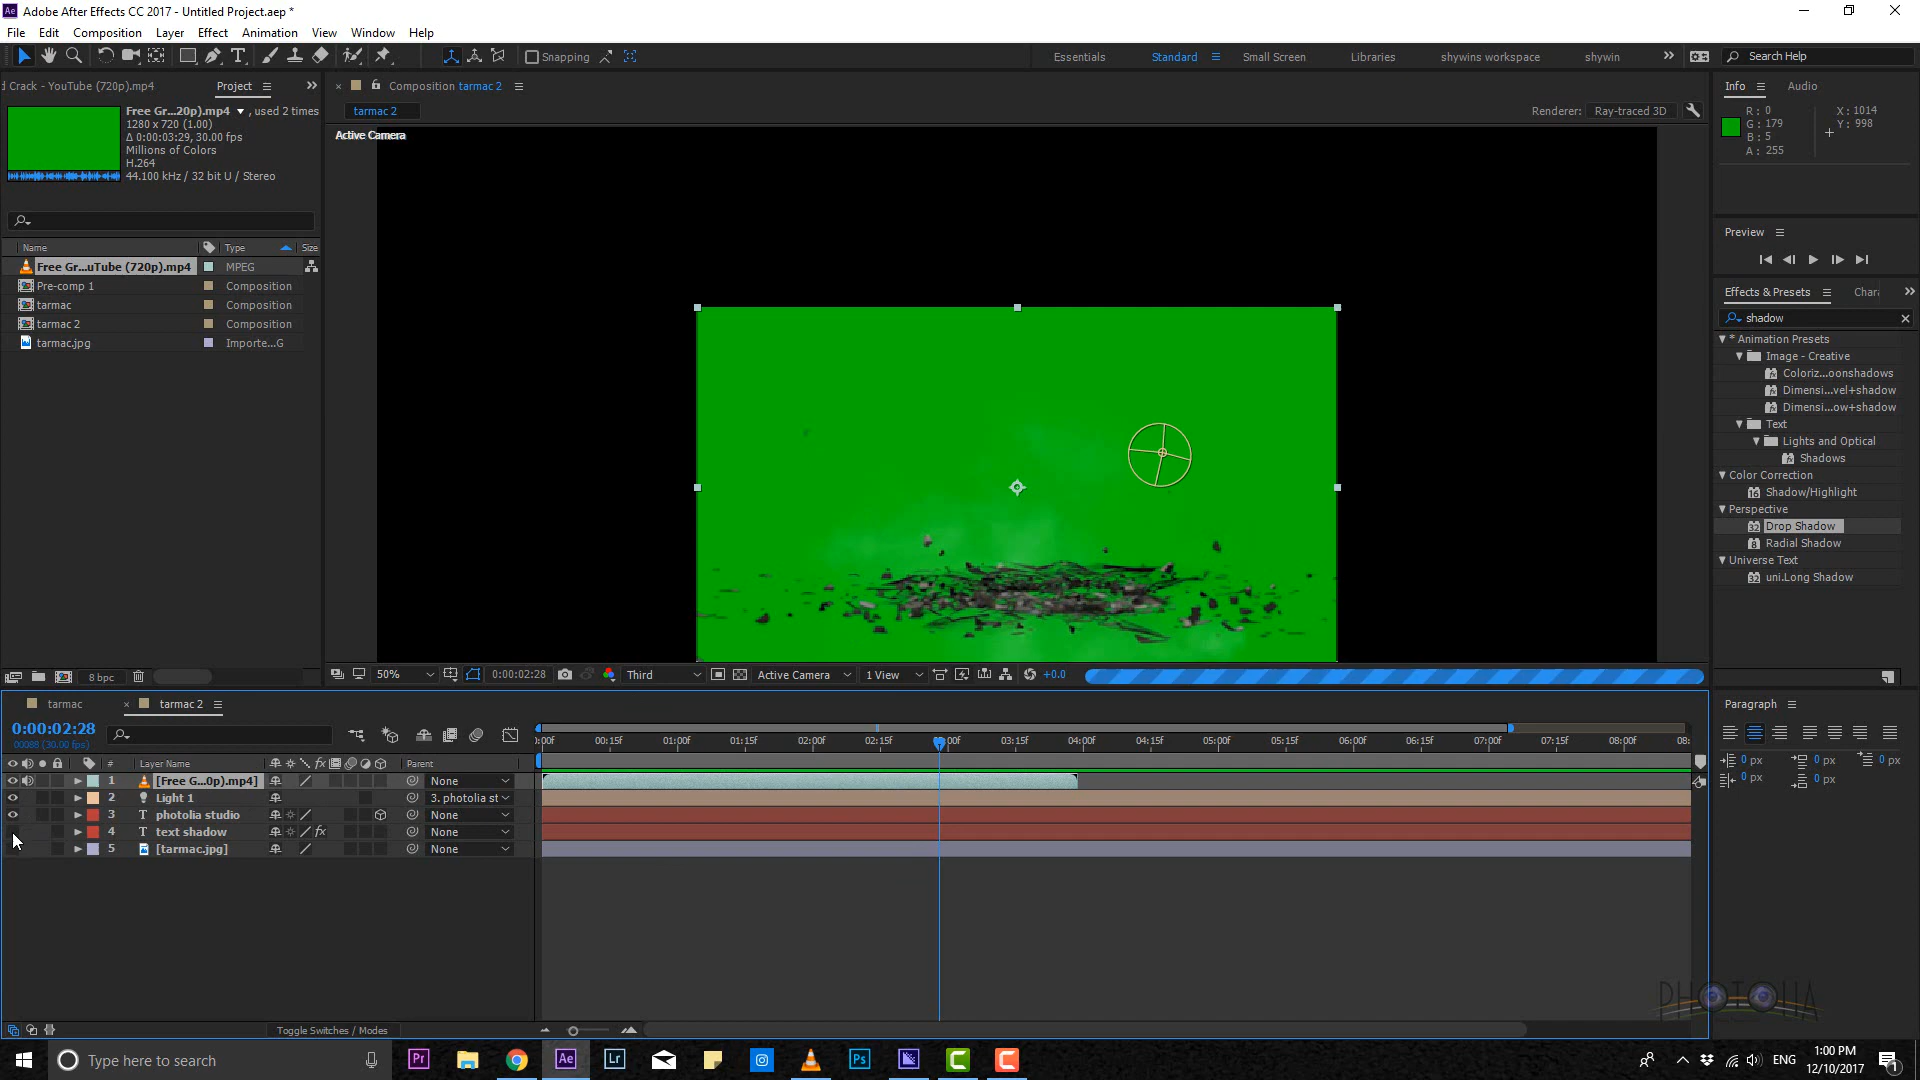 Adobe After Effects CC 2017 - Untitled Project.aep *
File Edit Composition Layer Effect Animation View Window Help
Snapping
Essentials Standard Small Screen Libraries shywins workspace shywin
Search Help
d Crack - YouTube (720p).mp4 Project
Free Gr...20p).mp4 , used 2 times
1280 x 720 (1.00)
Δ 0:00:03:29, 30.00 fps
Millions of Colors
H.264
44.100 kHz / 32 bit U / Stereo
Name Type Size
Free Gr...uTube (720p).mp4 MPEG
Pre-comp 1 Composition
tarmac Composition
tarmac 2 Composition
tarmac.jpg Importe...G
8 bpc
Composition tarmac 2
tarmac 2
Renderer: Ray-traced 3D
Active Camera
50% 0:00:02:28 Third Active Camera 1 View +0.0
Info Audio
R: 0 X: 1014
G: 179 Y: 998
B: 5
A: 255
Preview
Effects & Presets Chara
shadow
* Animation Presets
Image - Creative
Coloriz...oonshadows
Dimensi...vel+shadow
Dimensi...ow+shadow
Text
Lights and Optical
Shadows
Color Correction
Shadow/Highlight
Perspective
Drop Shadow
Radial Shadow
Universe Text
uni.Long Shadow
Paragraph
0 px 0 px 0 px
0 px 0 px
tarmac tarmac 2
0:00:02:28
00088 (30.00 fps)
:00f 00:15f 01:00f 01:15f 02:00f 02:15f 00f 03:15f 04:00f 04:15f 05:00f 05:15f 06:00f 06:15f 07:00f 07:15f 08:00f 08:
# Layer Name Parent
1 [Free G...0p).mp4] None
2 Light 1 3. photolia st
3 photolia studio None
4 text shadow fx None
5 [tarmac.jpg] None
Toggle Switches / Modes
PHOTOLIA
Type here to search
Pr Ae Lr Ps
ENG
1:00 PM
12/10/2017
1